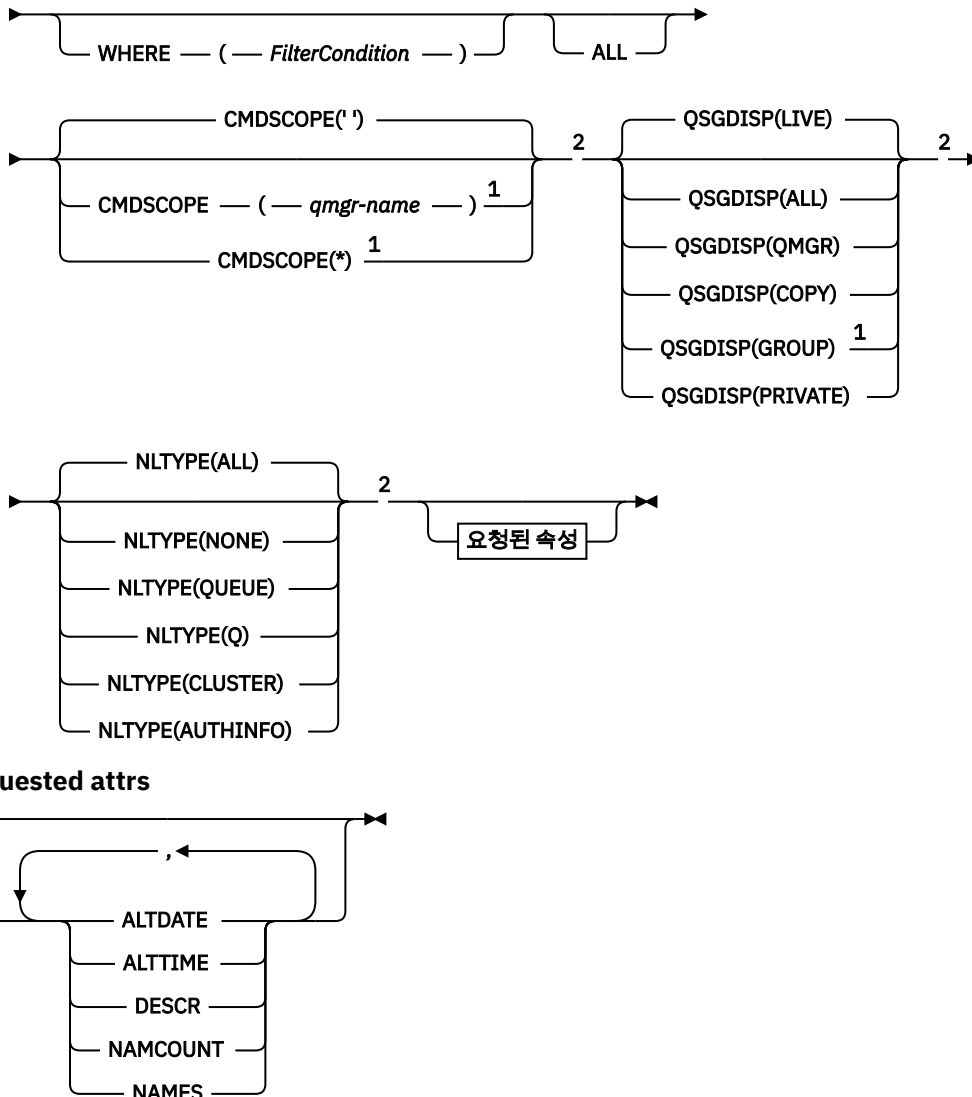 WHERE ( FilterCondition )
ALL
CMDSCOPE(' ')
2
CMDSCOPE ( qmgr-name ) 1
CMDSCOPE(*) 1
QSGDISP(LIVE)
2
QSGDISP(ALL)
QSGDISP(QMGR)
QSGDISP(COPY)
QSGDISP(GROUP) 1
QSGDISP(PRIVATE)
NLTYPE(ALL)
2
요청된 속성
NLTYPE(NONE)
NLTYPE(QUEUE)
NLTYPE(Q)
NLTYPE(CLUSTER)
NLTYPE(AUTHINFO)
uested attrs
,
ALTDATE
ALTTIME
DESCR
NAMCOUNT
NAMES